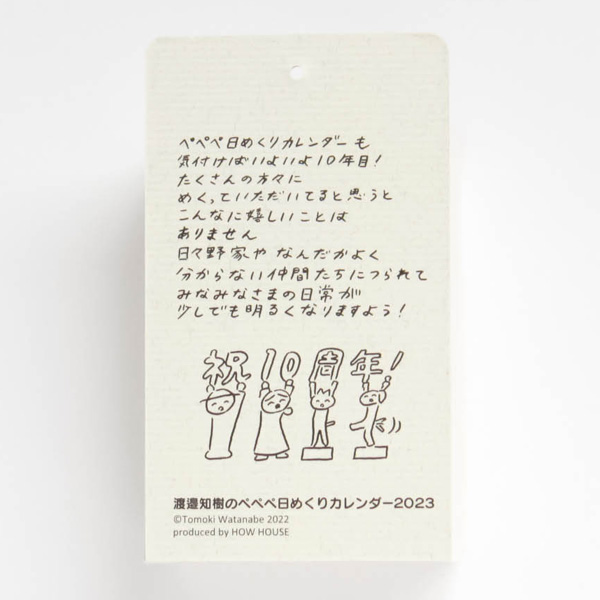 ペペペ日めくりカレンダーも
気付けばいよいよ10年目!
たくさんの方々に
めくっていただいてると思うと
こんなに嬉しいことは
ありません
日々野家やなんだかよく
分からない仲間たちにつられて
みなみなさまの日常が
少しでも明るくなりますよう!
祝10周年!
渡邉知樹のペペペ日めくりカレンダー2023
©Tomoki Watanabe 2022
produced by HOW HOUSE